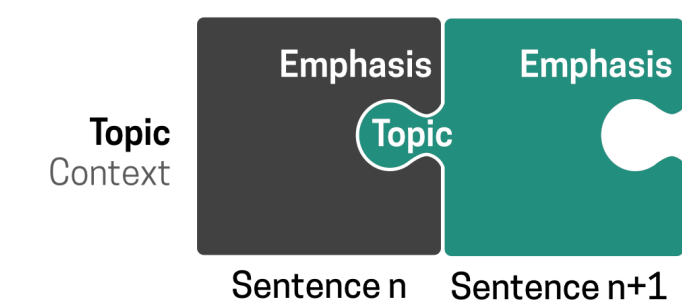 Emphasis Emphasis
Topic Topic
Context
Sentence n Sentence n+1